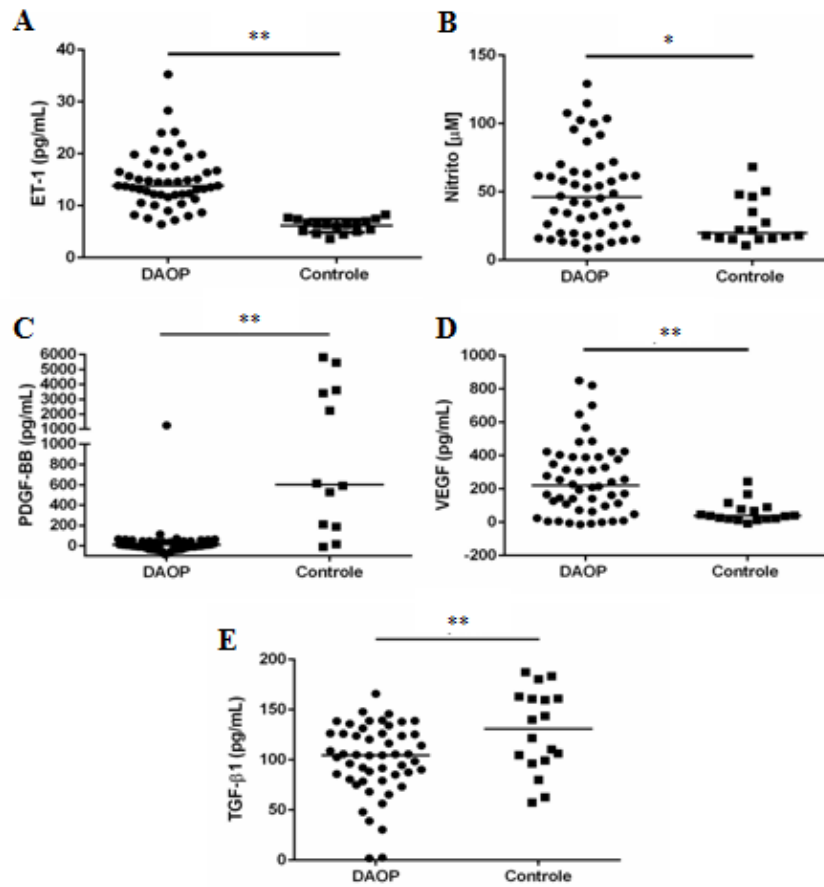 A
**
ET-1 (pg/mL)
40
30
20
10
0
DAOP
Controle
B
*
Nitrito [µM]
150
100
50
0
DAOP
Controle
C
**
PDGF-BB (pg/mL)
6000
5000
4000
3000
2000
1000
1000
800
600
400
200
0
DAOP
Controle
D
**
VEGF (pg/mL)
1000
800
600
400
200
0
-200
DAOP
Controle
E
**
TGF-β1 (pg/mL)
200
150
100
50
0
DAOP
Controle